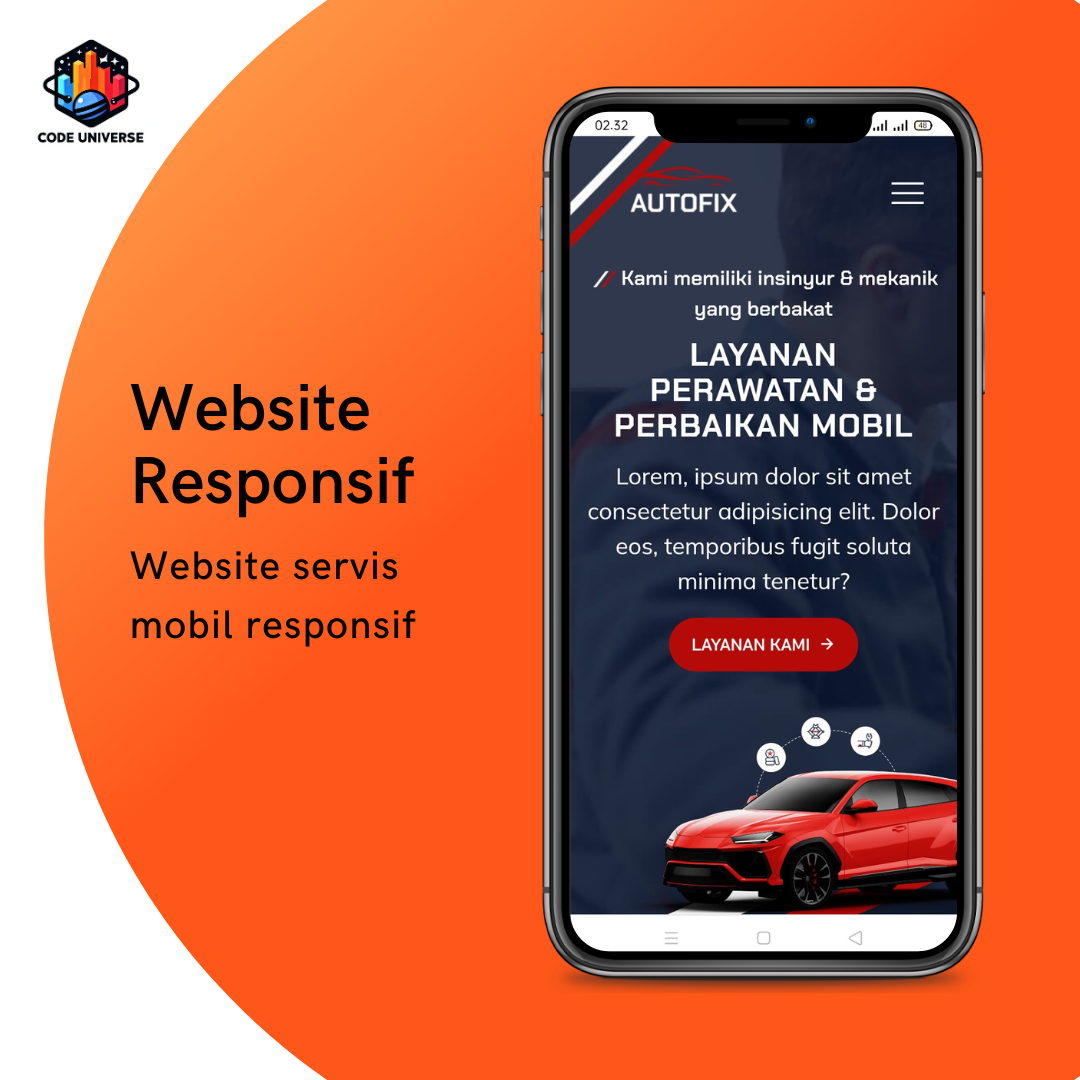 CODE UNIVERSE
Website
Responsif
Website servis
mobil responsif
02.32
48
AUTOFIX
Kami memiliki insinyur & mekanik
yang berbakat
LAYANAN
PERAWATAN &
PERBAIKAN MOBIL
Lorem, ipsum dolor sit amet
consectetur adipisicing elit. Dolor
eos, temporibus fugit soluta
minima tenetur?
LAYANAN KAMI →